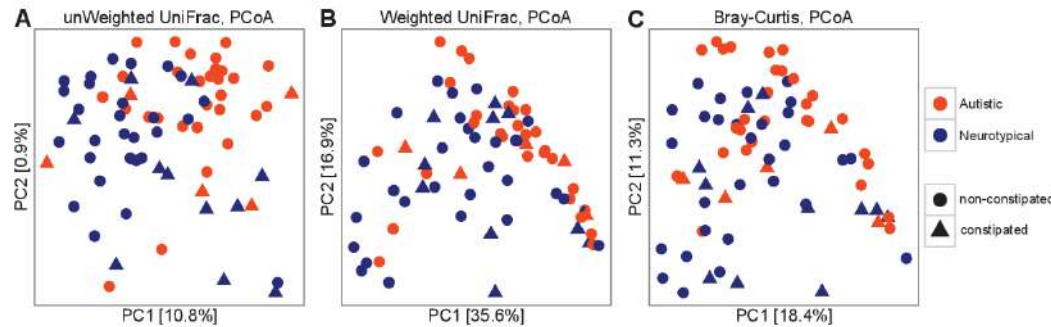 A unWeighted UniFrac, PCoA
PC2 [0.9%]
PC1 [10.8%]
B Weighted UniFrac, PCoA
PC2 [16.9%]
PC1 [35.6%]
C Bray-Curtis, PCoA
PC2 [11.3%]
PC1 [18.4%]
Autistic
Neurotypical
non-constipated
constipated